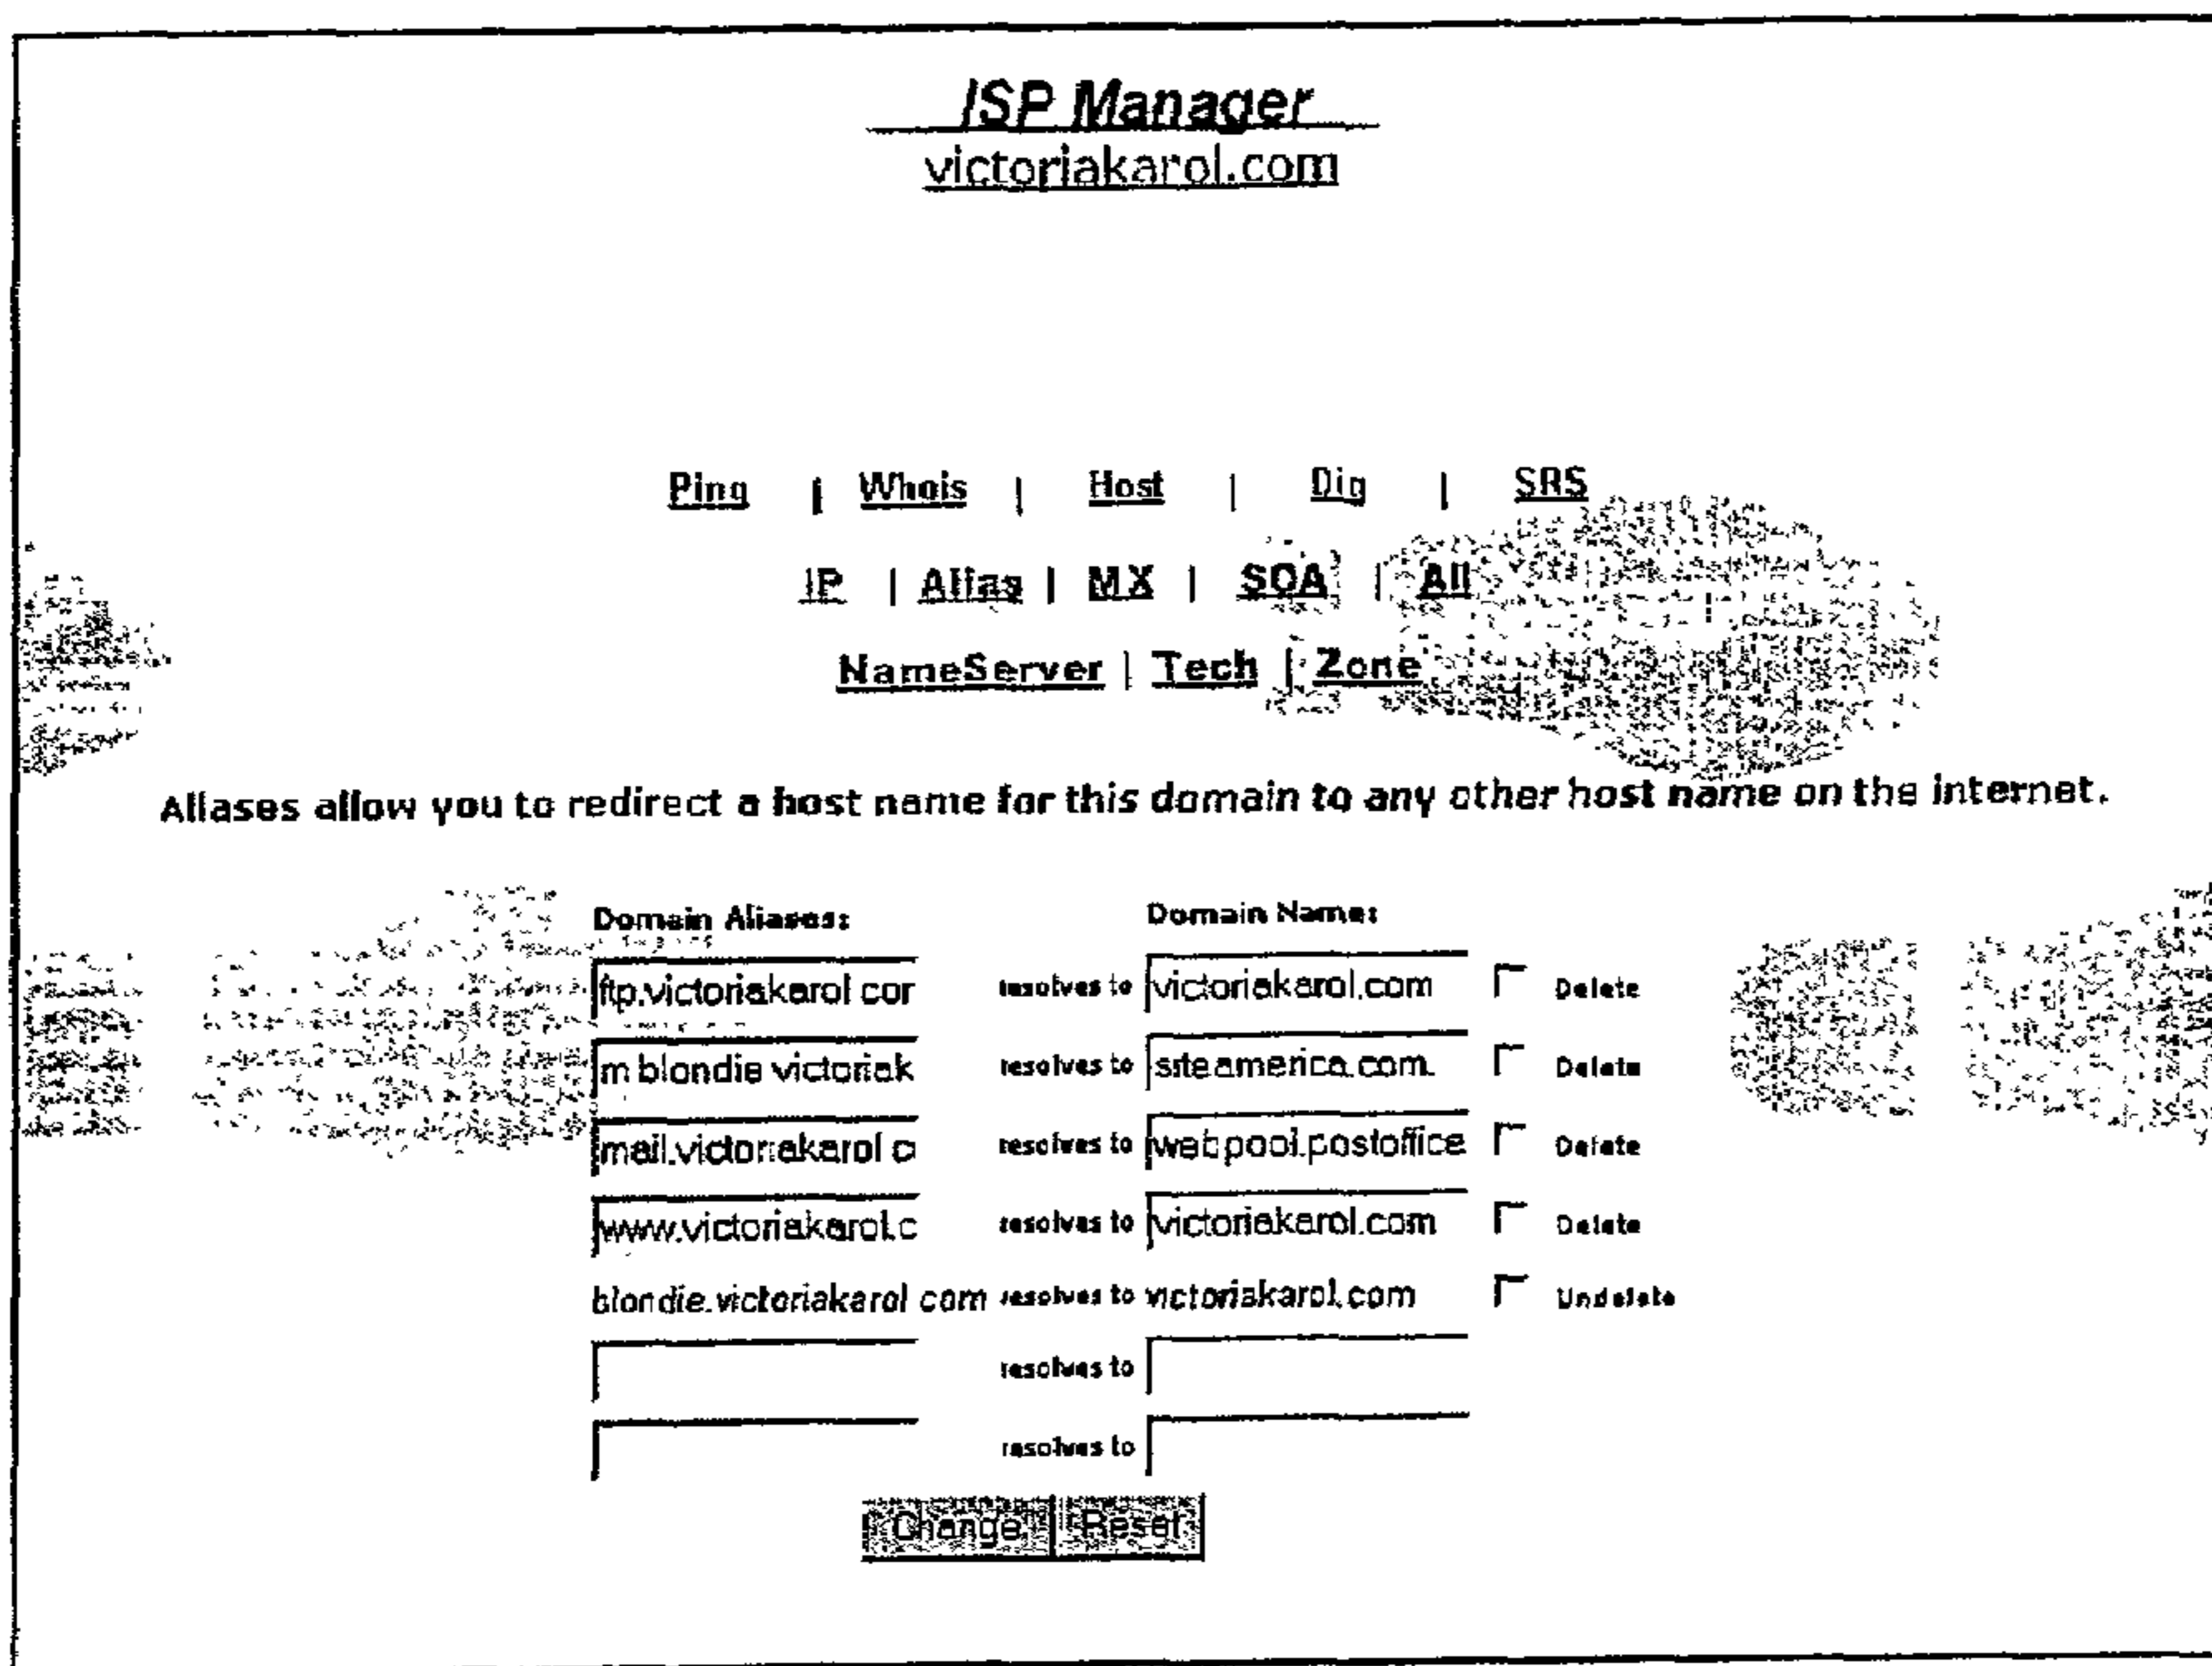 ISP Manager
victoriakarol.com
Ping | Whois | Host | Dig | SRS
IP | Alias | MX | SOA | All
NameServer | Tech | Zone
Aliases allow you to redirect a host name for this domain to any other host name on the internet.
Domain Aliases: Domain Name:
ftp.victoriakarol cor resolves to victoriakarol.com Delete
m blondie victoriak resolves to siteamerica.com. Delete
mail.victoriakarol c resolves to webpool.postoffice Delete
www.victoriakarol.c resolves to victoriakarol.com Delete
blondie.victoriakarol com resolves to victoriakarol.com Undelete
resolves to
resolves to
Change Reset